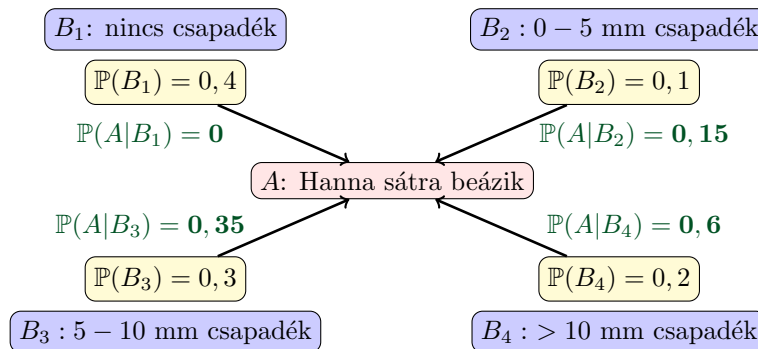 B₁: nincs csapadék
ℙ(B₁) = 0, 4
ℙ(A|B₁) = 0
B₂ : 0 − 5 mm csapadék
ℙ(B₂) = 0, 1
ℙ(A|B₂) = 0, 15
A: Hanna sátra beázik
ℙ(A|B₃) = 0, 35
ℙ(B₃) = 0, 3
B₃ : 5 − 10 mm csapadék
ℙ(A|B₄) = 0, 6
ℙ(B₄) = 0, 2
B₄ : > 10 mm csapadék